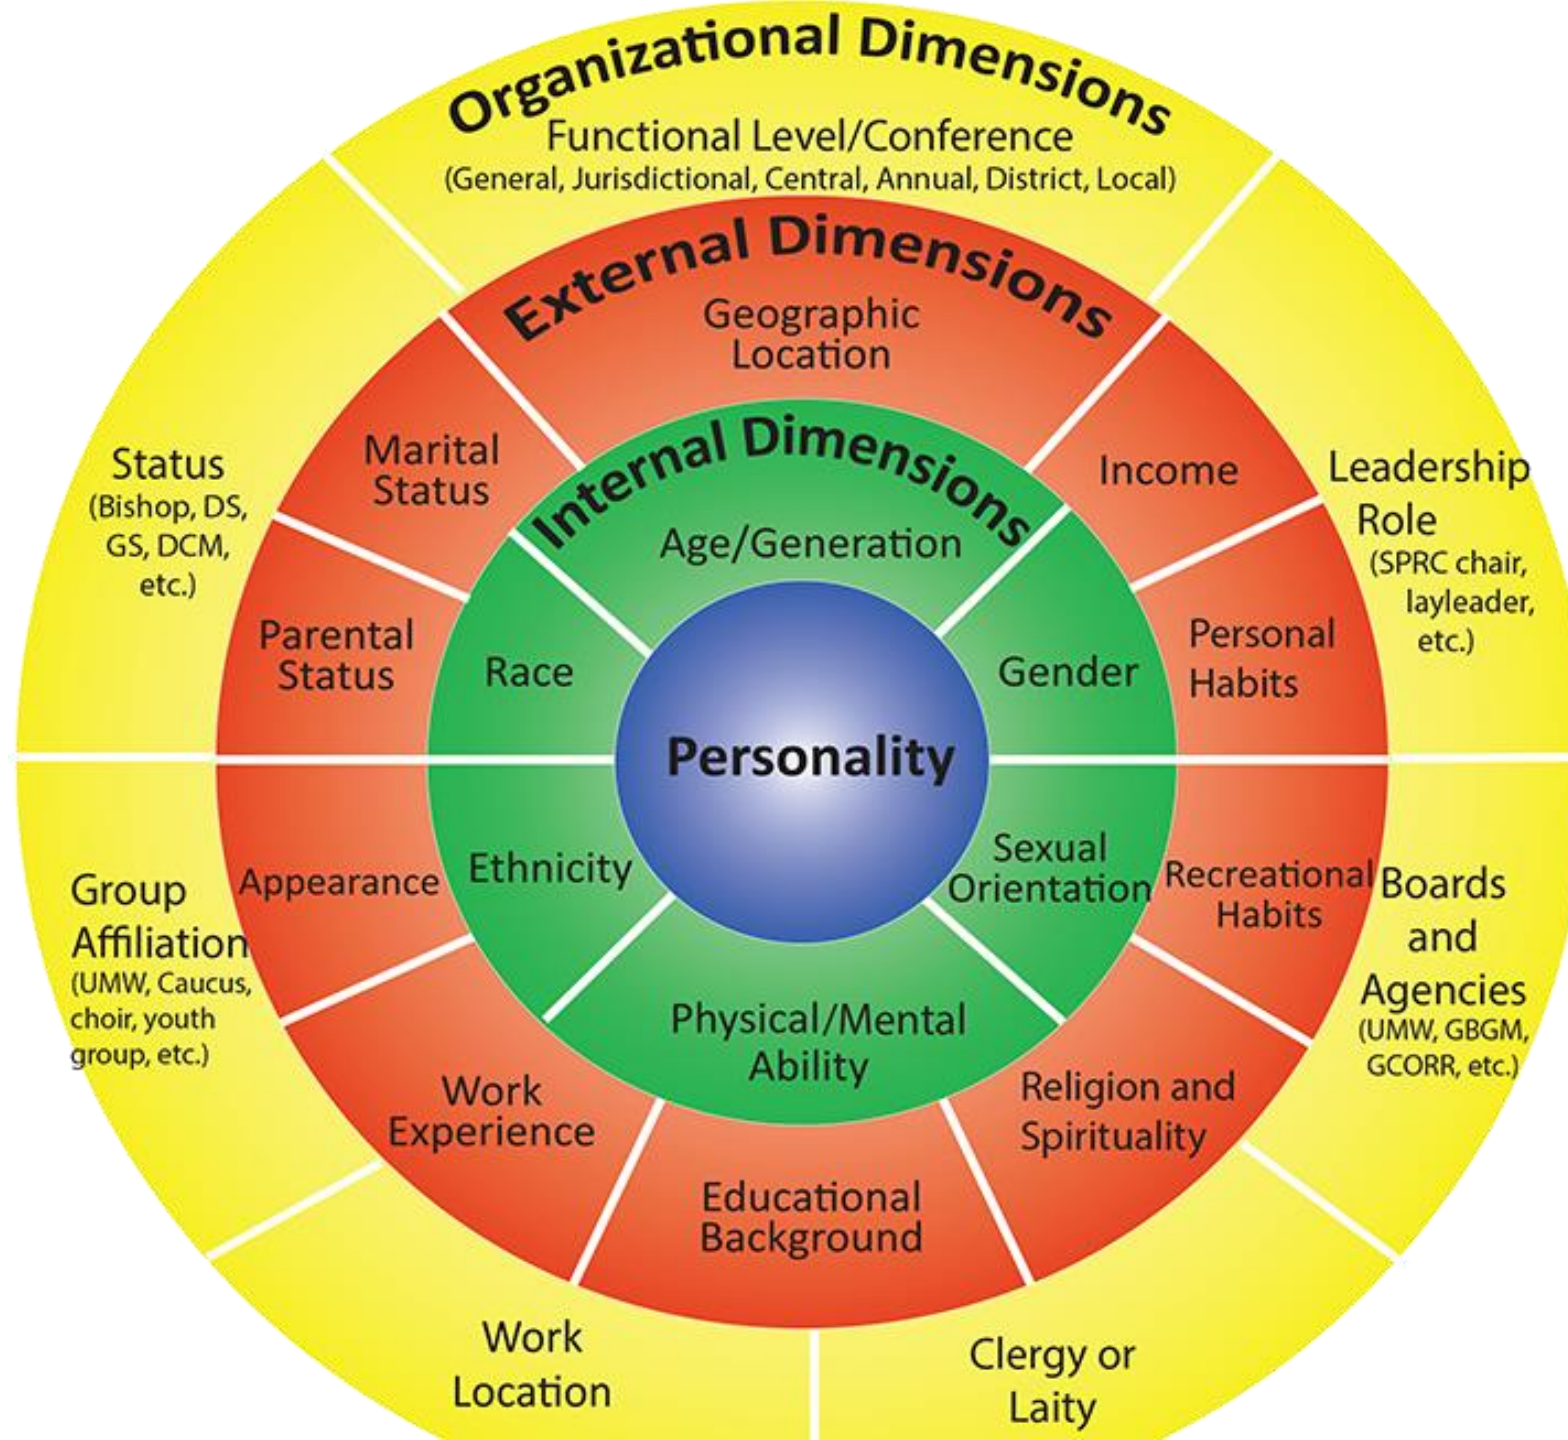 Organizational Dimensions
Functional Level/Conference
(General, Jurisdictional, Central, Annual, District, Local)
External Dimensions
Geographic
Location
Internal Dimensions
Age/Generation
Marital
Status
Income
Status
(Bishop, DS,
GS, DCM,
etc.)
Leadership
Role
(SPRC chair,
layleader,
etc.)
Parental
Status
Race
Gender
Personal
Habits
Personality
Group
Affiliation
(UMW, Caucus,
choir, youth
group, etc.)
Appearance
Ethnicity
Sexual
Orientation
Recreational
Habits
Boards
and
Agencies
(UMW, GBGM,
GCORR, etc.)
Physical/Mental
Ability
Work
Experience
Religion and
Spirituality
Educational
Background
Work
Location
Clergy or
Laity